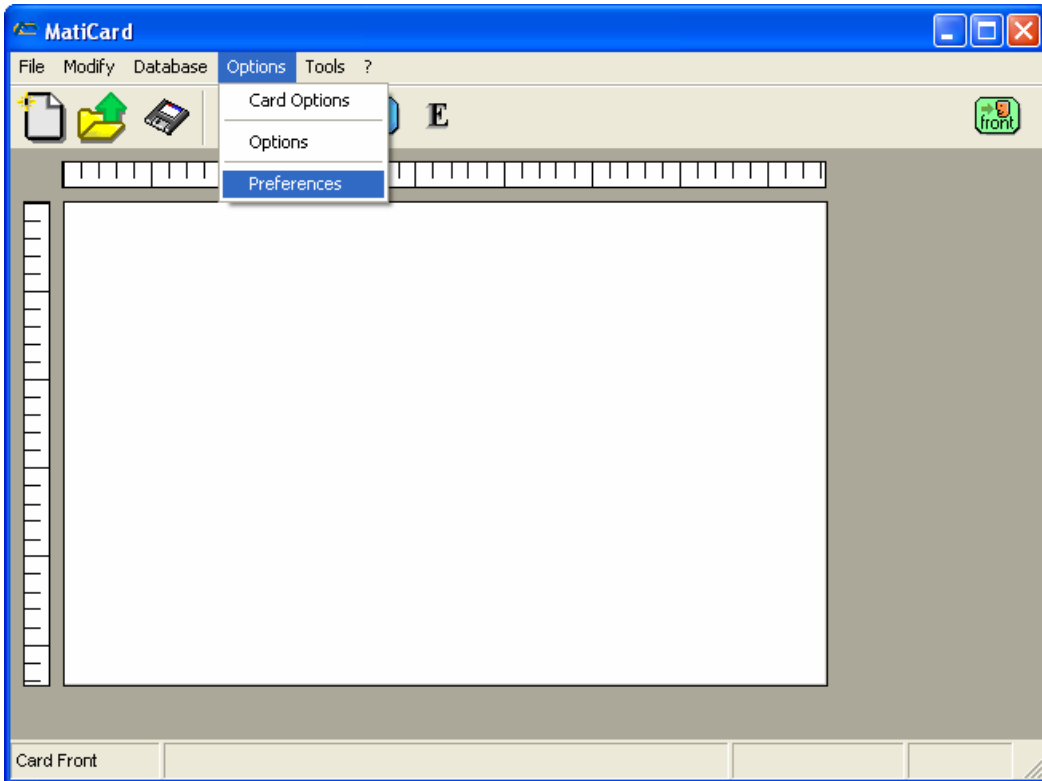 MatiCard
File Modify Database Options Tools ?
Card Options
E
front
Options
Preferences
Card Front